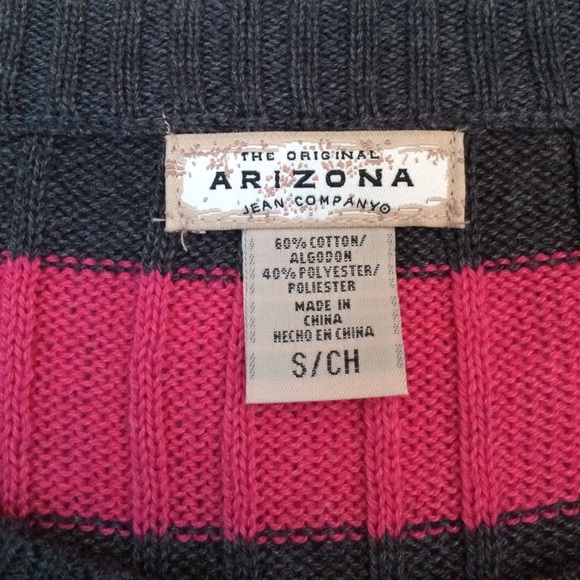 THE ORIGINAL
ARIZONA
JEAN COMPANY
60% COTTON/
ALGODON
40% POLYESTER/
POLIESTER
MADE IN
CHINA
HECHO EN CHINA
S/CH